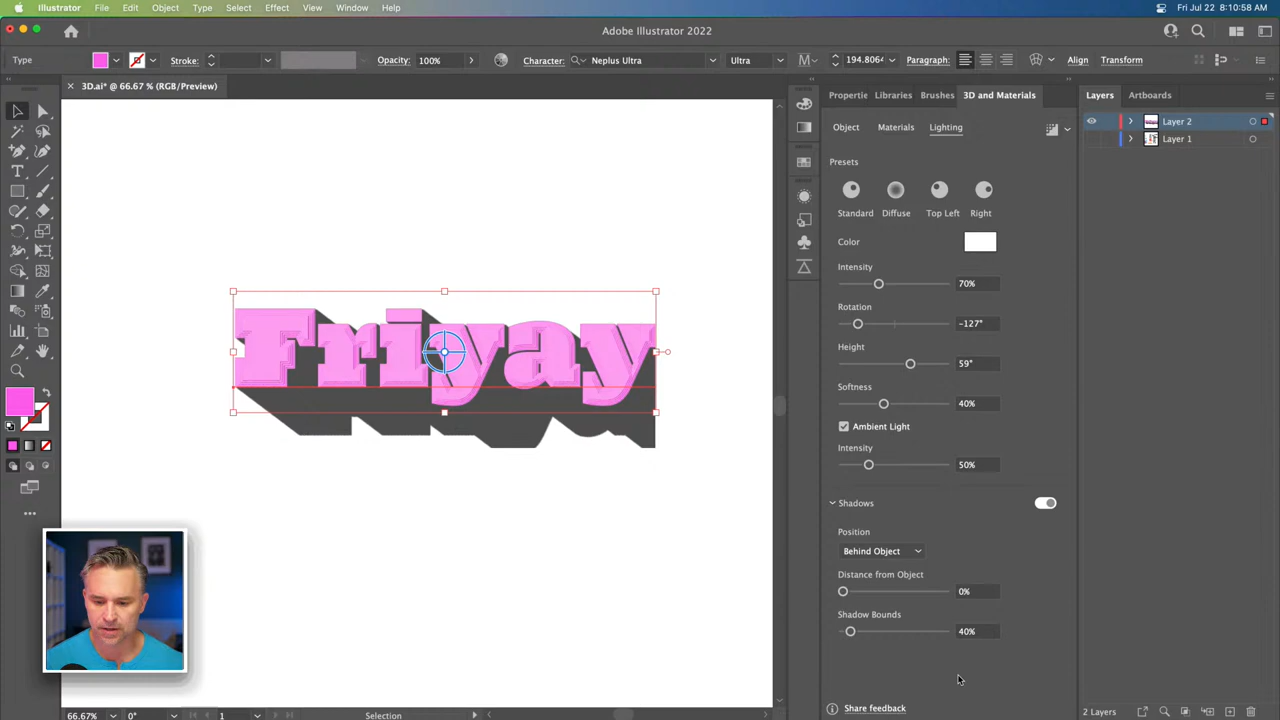 Illustrator File Edit Object Type Select Effect View Window Help Fri Jul 22 8:10:58 AM
Adobe Illustrator 2022
Type Stroke: Opacity: 100% Character: Neplus Ultra Ultra 194.8064 Paragraph: Align Transform
3D.ai* @ 66.67 % (RGB/Preview)
Propertie Libraries Brushes 3D and Materials Layers Artboards
Object Materials Lighting
Layer 2
Layer 1
Presets
Standard Diffuse Top Left Right
Color
Intensity
70%
Rotation
-127°
Height
59°
Softness
40%
Ambient Light
Intensity
50%
Shadows
Position
Behind Object
Distance from Object
0%
Shadow Bounds
40%
Friyay
Share feedback
66.67% 0° 1 Selection
2 Layers